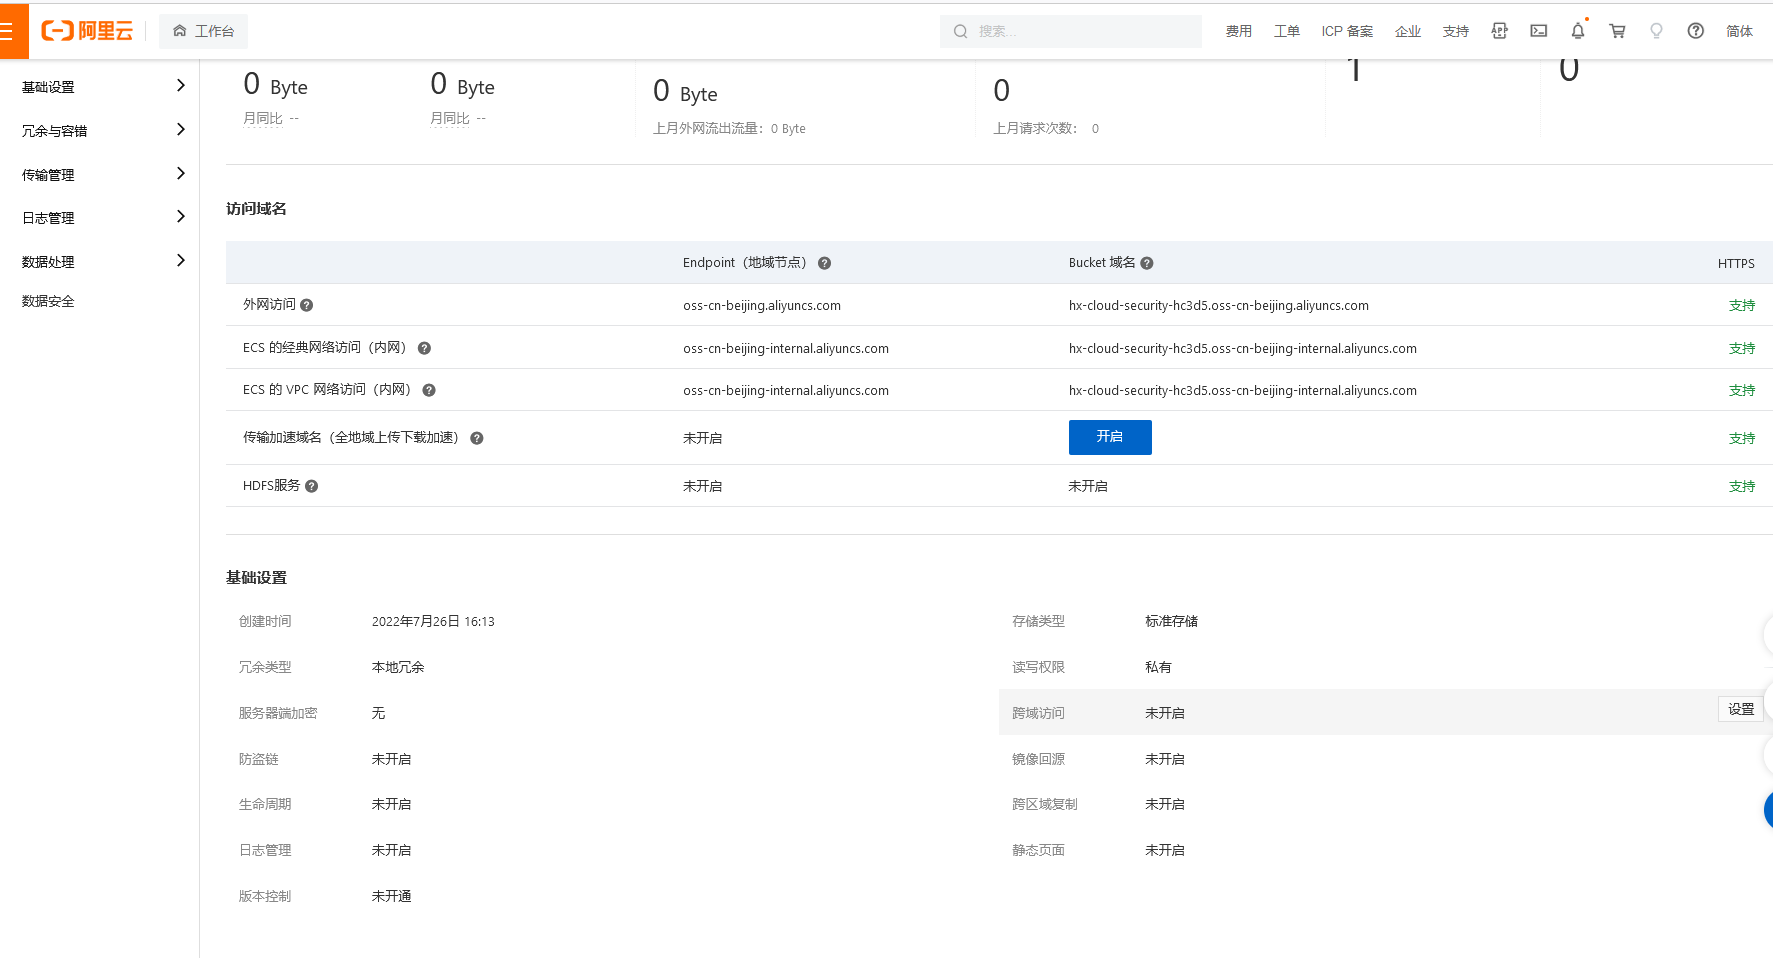 阿里云 工作台 搜索... 费用 工单 ICP 备案 企业 支持 APP 简体
基础设置
冗余与容错
传输管理
日志管理
数据处理
数据安全
0 Byte 0 Byte 0 Byte 0 1 0
月同比 -- 月同比 -- 上月外网流出流量: 0 Byte 上月请求次数: 0
访问域名
Endpoint（地域节点） Bucket 域名 HTTPS
外网访问 oss-cn-beijing.aliyuncs.com hx-cloud-security-hc3d5.oss-cn-beijing.aliyuncs.com 支持
ECS 的经典网络访问（内网） oss-cn-beijing-internal.aliyuncs.com hx-cloud-security-hc3d5.oss-cn-beijing-internal.aliyuncs.com 支持
ECS 的 VPC 网络访问（内网） oss-cn-beijing-internal.aliyuncs.com hx-cloud-security-hc3d5.oss-cn-beijing-internal.aliyuncs.com 支持
传输加速域名（全地域上传下载加速） 未开启 开启 支持
HDFS服务 未开启 未开启 支持
基础设置
创建时间 2022年7月26日 16:13 存储类型 标准存储
冗余类型 本地冗余 读写权限 私有
服务器端加密 无 跨域访问 未开启 设置
防盗链 未开启 镜像回源 未开启
生命周期 未开启 跨区域复制 未开启
日志管理 未开启 静态页面 未开启
版本控制 未开通